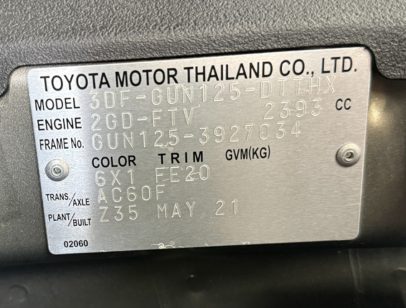 TOYOTA MOTOR THAILAND CO., LTD.
MODEL 3DF-GUN125-DTTHX
ENGINE 2GD-FTV 2393 CC
FRAME No. GUN125-3927034
COLOR TRIM GVM(KG)
6X1 FE20
TRANS/AXLE AC60F
PLANT/BUILT Z35 MAY 21
02060